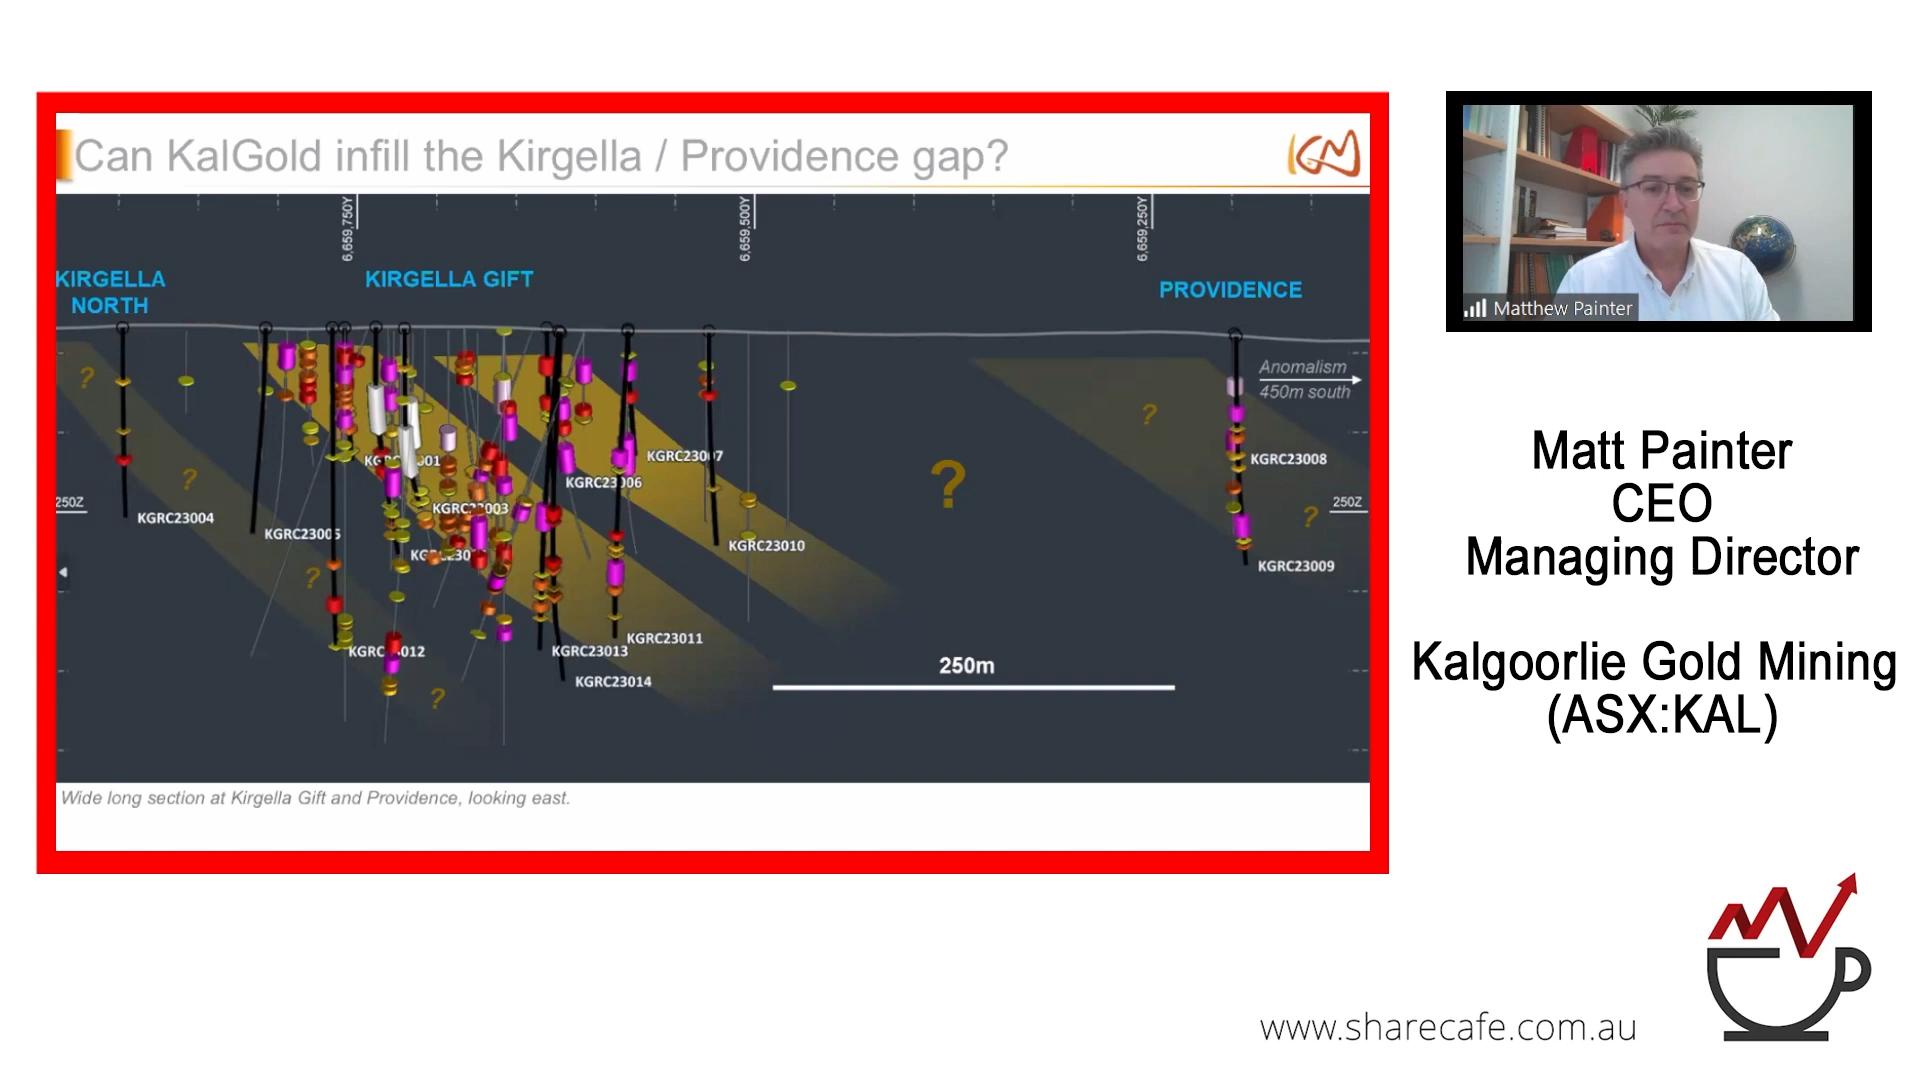 Can KalGold infill the Kirgella / Providence gap?
6,659,750Y
6,659,500Y
6,659,250Y
KIRGELLA
NORTH
KIRGELLA GIFT
PROVIDENCE
?
Anomalism
450m south
?
?
?
?
?
?
250Z
250Z
KGRC23007
KGRC23008
KGRC23006
KGRC23004
KGRC23005
KGRC23003
KGRC23010
KGRC23009
KGRC23011
KGRC23013
KGRC23014
250m
Wide long section at Kirgella Gift and Providence, looking east.
Matthew Painter
Matt Painter
CEO
Managing Director
Kalgoorlie Gold Mining
(ASX:KAL)
www.sharecafe.com.au